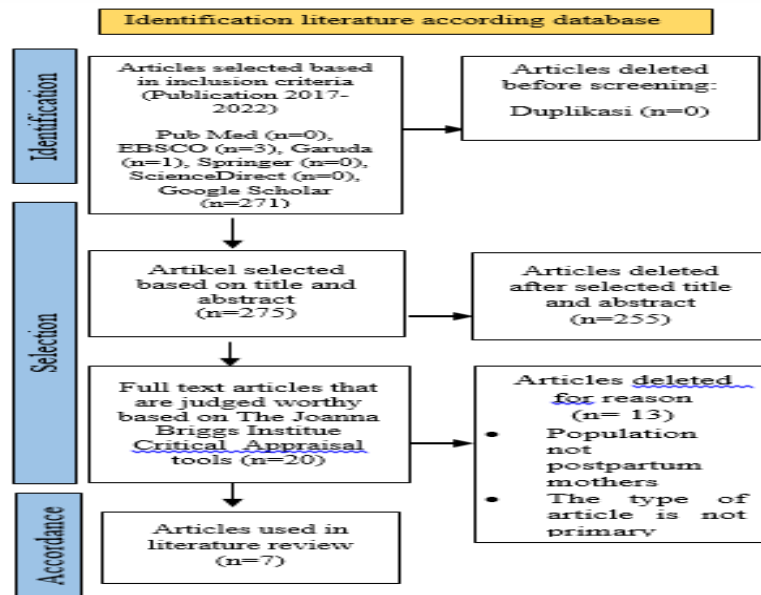 Identification literature according database
Identification
Articles selected based
in inclusion criteria
(Publication 2017-
2022)
Pub Med (n=0),
EBSCO (n=3), Garuda
(n=1), Springer (n=0),
ScienceDirect (n=0),
Google Scholar
(n=271)
Articles deleted
before screening:
Duplikasi (n=0)
Selection
Artikel selected
based on title and
abstract
(n=275)
Articles deleted
after selected title
and abstract
(n=255)
Full text articles that
are judged worthy
based on The Joanna
Briggs Institue
Critical Appraisal
tools (n=20)
Articles deleted
for reason
(n= 13)
• Population
not
postpartum
mothers
• The type of
article is not
primary
Accordance
Articles used in
literature review
(n=7)